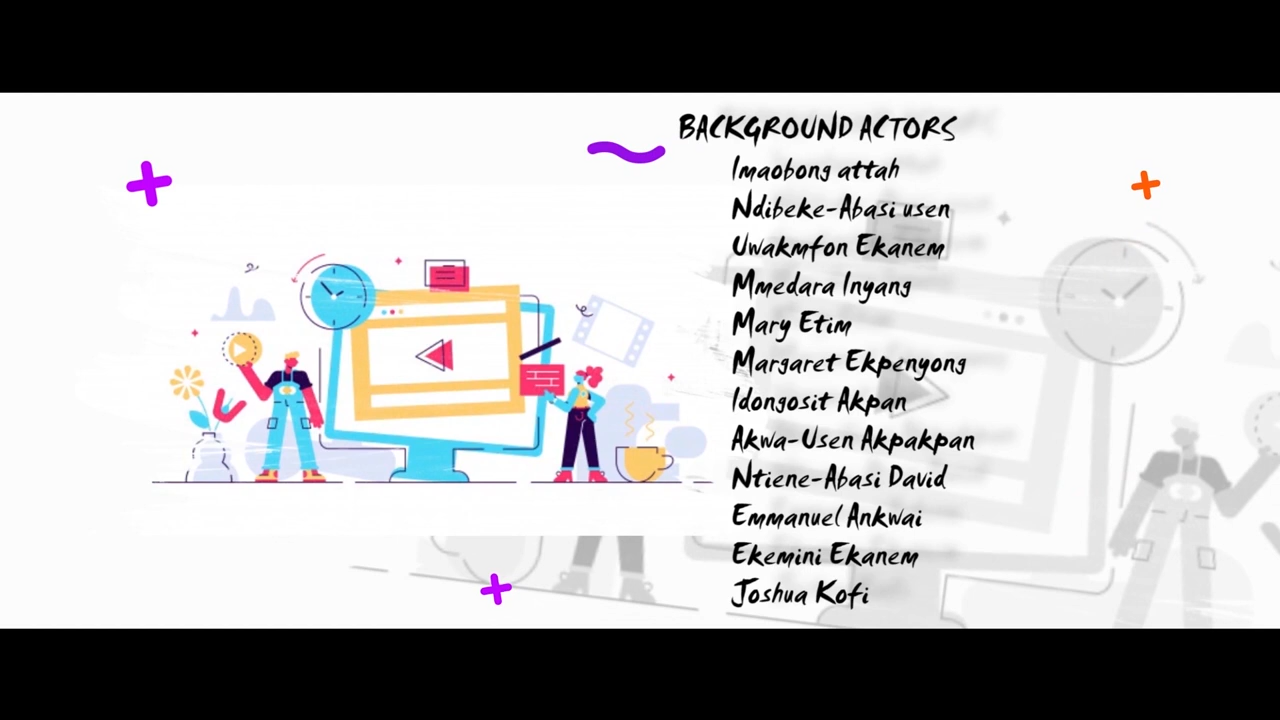 BACKGROUND ACTORS
Imaobong attah
Ndibeke-Abasi usen
Uwakmfon Ekanem
Mmedara Inyang
Mary Etim
Margaret Ekpenyong
Idongosit Akpan
Akwa-Usen Akpakpan
Ntiene-Abasi David
Emmanuel Ankwai
Ekemini Ekanem
Joshua Kofi